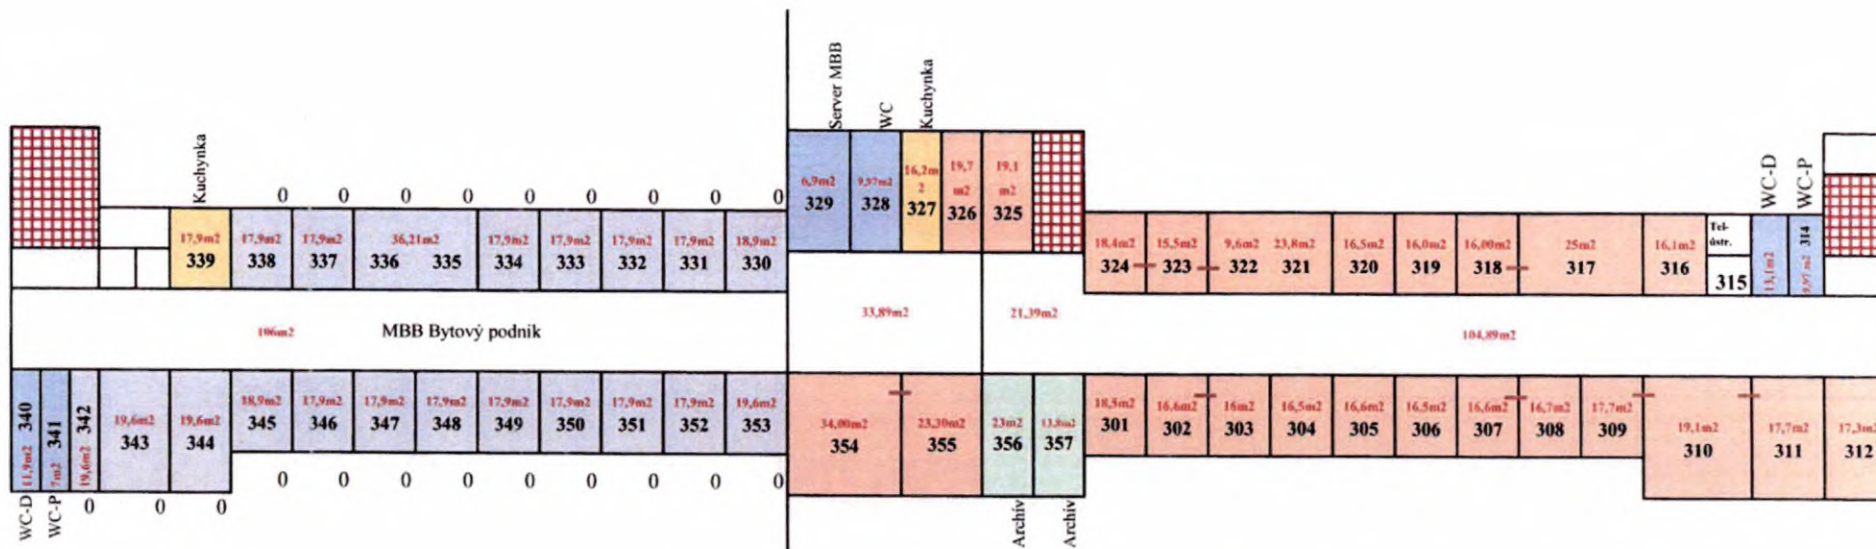 Server MBB
WC
Kuchynka
Kuchynka
6,9m2
329
9,97m2
328
16,2m2
327
19,7
m2
326
19,1
m2
325
WC-D
WC-P
0 0 0 0 0 0 0 0
17,9m2
339
17,9m2
338
17,9m2
337
36,21m2
336 335
17,9m2
334
17,9m2
333
17,9m2
332
17,9m2
331
18,9m2
330
18,4m2
324
15,5m2
323
9,6m2 23,8m2
322 321
16,5m2
320
16,0m2
319
16,00m2
318
25m2
317
16,1m2
316
Tel-
ústr.
315
13,1m2
9,97m2 314
106m2
MBB Bytový podnik
33,89m2
21,39m2
104,89m2
11,9m2 340
7m2 341
19,6m2 342
19,6m2
343
19,6m2
344
18,9m2
345
17,9m2
346
17,9m2
347
17,9m2
348
17,9m2
349
17,9m2
350
17,9m2
351
17,9m2
352
19,6m2
353
34,00m2
354
23,30m2
355
23m2
356
13,8m2
357
18,5m2
301
16,6m2
302
16m2
303
16,5m2
304
16,6m2
305
16,5m2
306
16,6m2
307
16,7m2
308
17,7m2
309
19,1m2
310
17,7m2
311
17,3m2
312
WC-D
WC-P
0 0 0 0 0 0 0 0 0 0 0 0
Archív
Archív